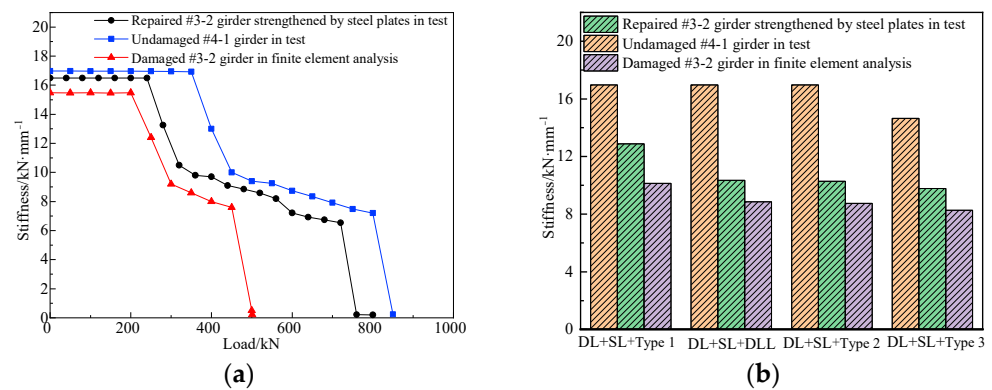 Repaired #3-2 girder strengthened by steel plates in test
Undamaged #4-1 girder in test
Damaged #3-2 girder in finite element analysis
20
18
16
14
12
10
8
6
4
2
0
Stiffness/kN·mm⁻¹
0
200
400
600
800
1000
Load/kN
(a)
Repaired #3-2 girder strengthened by steel plates in test
Undamaged #4-1 girder in test
Damaged #3-2 girder in finite element analysis
20
16
12
8
4
0
Stiffness/kN·mm⁻¹
DL+SL+Type 1
DL+SL+DLL
DL+SL+Type 2
DL+SL+Type 3
(b)